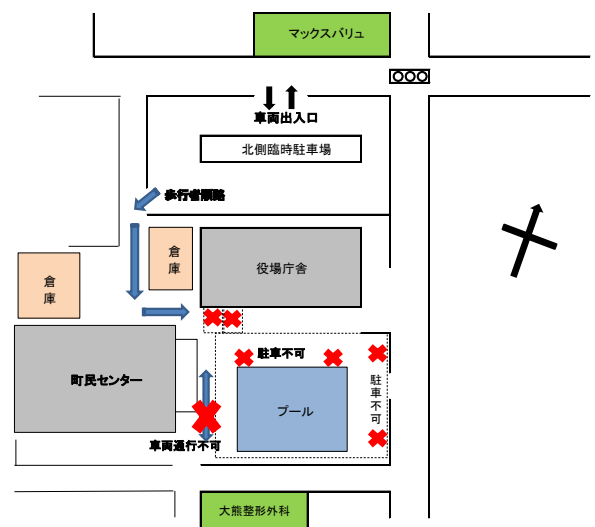 マックスバリュ
車両出入口
北側臨時駐車場
歩行者順路
倉庫
役場庁舎
倉庫
駐車不可
駐車不可
町民センター
プール
車両通行不可
大熊整形外科